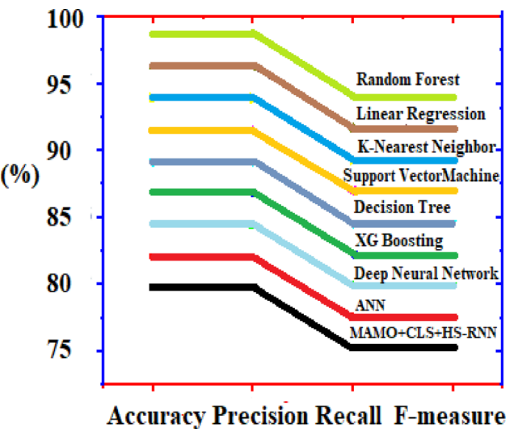 100
95
90
(%)
85
80
75
Random Forest
Linear Regression
K-Nearest Neighbor
Support VectorMachine
Decision Tree
XG Boosting
Deep Neural Network
ANN
MAMO+CLS+HS-RNN
Accuracy Precision Recall F-measure